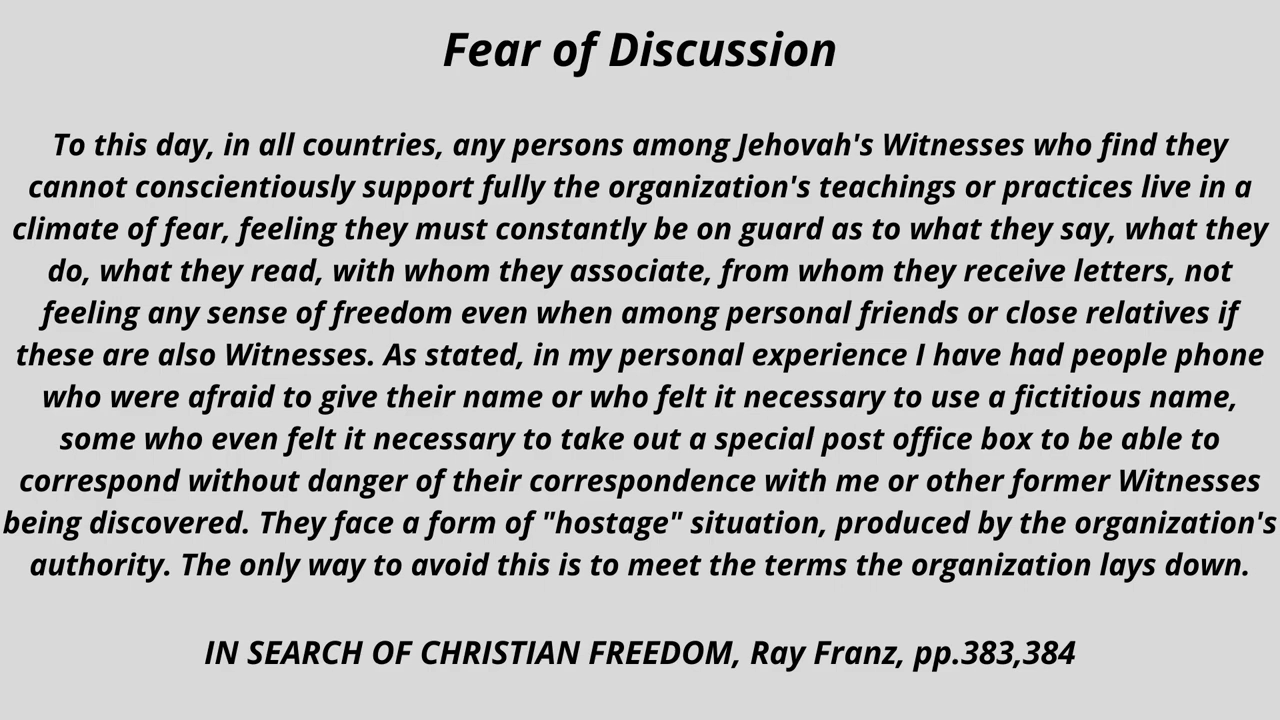 Fear of Discussion
To this day, in all countries, any persons among Jehovah's Witnesses who find they
cannot conscientiously support fully the organization's teachings or practices live in a
climate of fear, feeling they must constantly be on guard as to what they say, what they
do, what they read, with whom they associate, from whom they receive letters, not
feeling any sense of freedom even when among personal friends or close relatives if
these are also Witnesses. As stated, in my personal experience I have had people phone
who were afraid to give their name or who felt it necessary to use a fictitious name,
some who even felt it necessary to take out a special post office box to be able to
correspond without danger of their correspondence with me or other former Witnesses
being discovered. They face a form of "hostage" situation, produced by the organization's
authority. The only way to avoid this is to meet the terms the organization lays down.
IN SEARCH OF CHRISTIAN FREEDOM, Ray Franz, pp.383,384